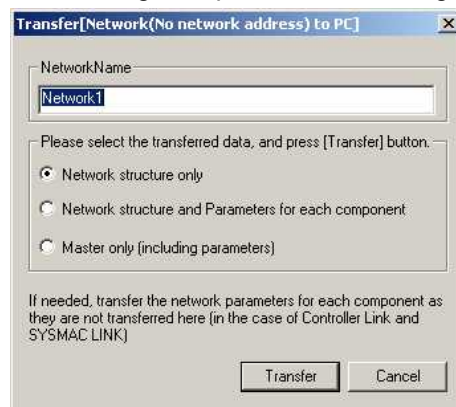 Transfer[Network(No network address) to PC]
NetworkName
Network1
Please select the transferred data, and press [Transfer] button.
Network structure only
Network structure and Parameters for each component
Master only (including parameters)
If needed, transfer the network parameters for each component as
they are not transferred here (in the case of Controller Link and
SYSMAC LINK)
Transfer
Cancel